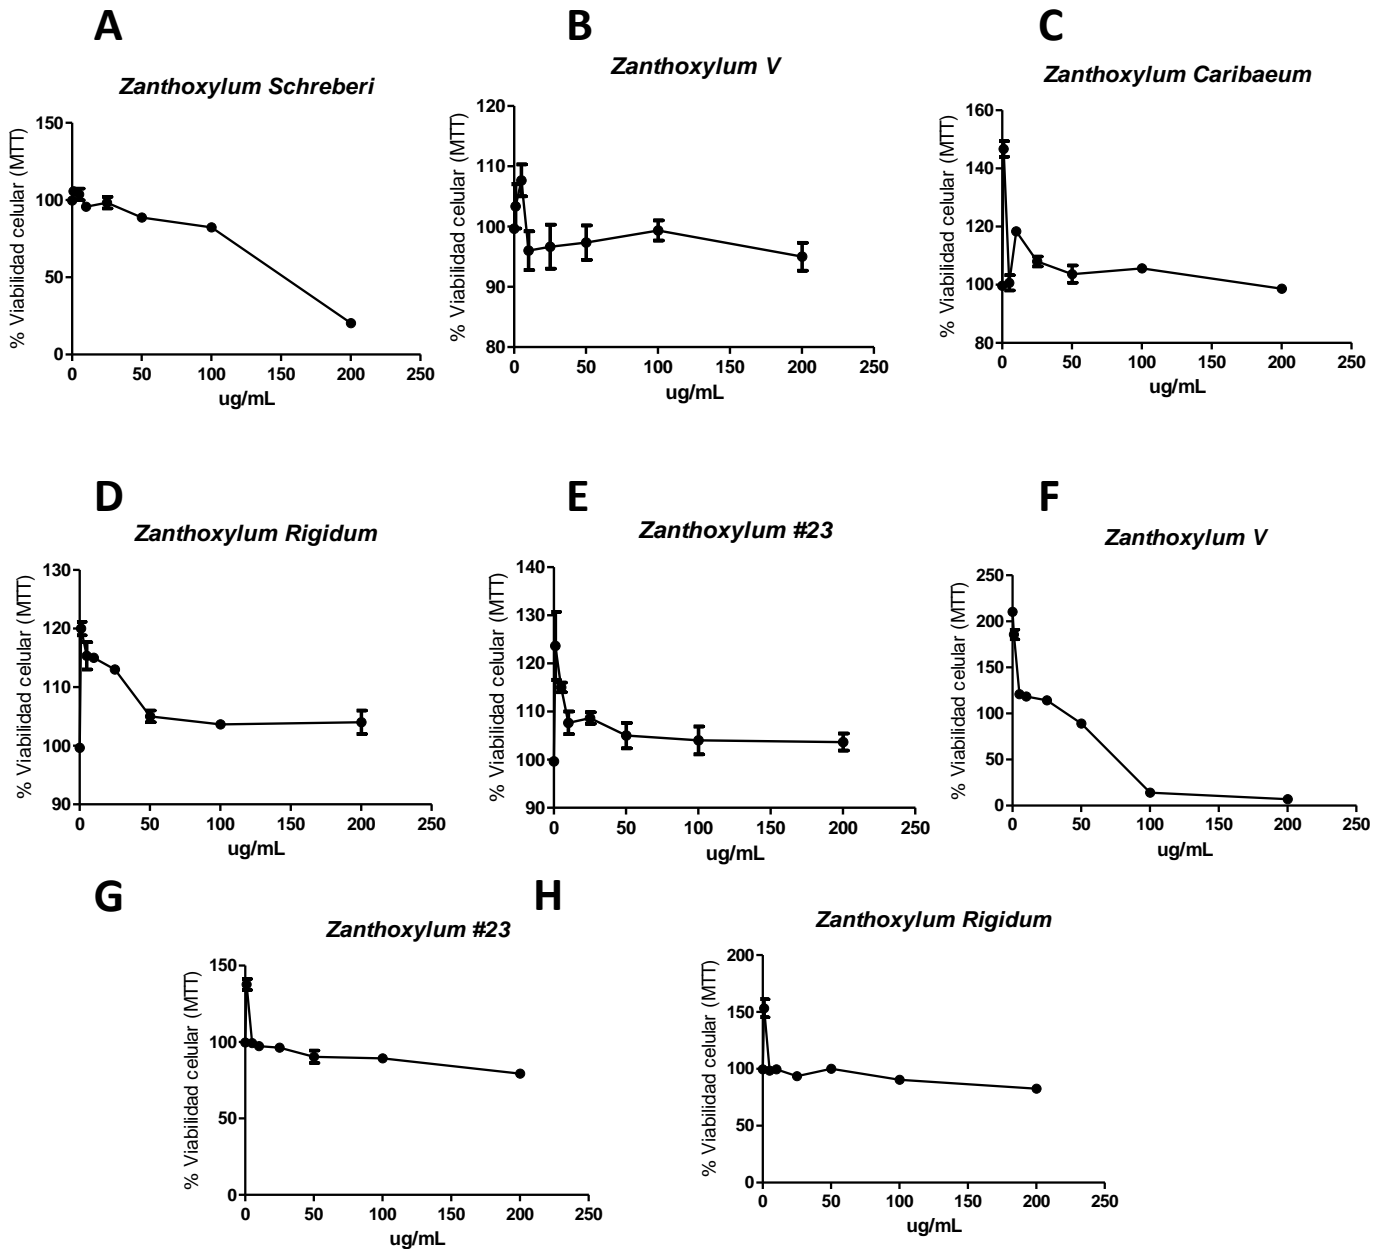 A
B
C
Zanthoxylum Schreberi
Zanthoxylum V
Zanthoxylum Caribaeum
% Viabilidad celular (MTT)
150
100
50
0
0 50 100 150 200 250
ug/mL
% Viabilidad celular (MTT)
120
110
100
90
80
0 50 100 150 200 250
ug/mL
% Viabilidad celular (MTT)
160
140
120
100
80
0 50 100 150 200 250
ug/mL
D
E
F
Zanthoxylum Rigidum
Zanthoxylum #23
Zanthoxylum V
% Viabilidad celular (MTT)
130
120
110
100
90
0 50 100 150 200 250
ug/mL
% Viabilidad celular (MTT)
140
130
120
110
100
90
0 50 100 150 200 250
ug/mL
% Viabilidad celular (MTT)
250
200
150
100
50
0
0 50 100 150 200 250
ug/mL
G
H
Zanthoxylum #23
Zanthoxylum Rigidum
% Viabilidad celular (MTT)
150
100
50
0
0 50 100 150 200 250
ug/mL
% Viabilidad celular (MTT)
200
150
100
50
0
0 50 100 150 200 250
ug/mL